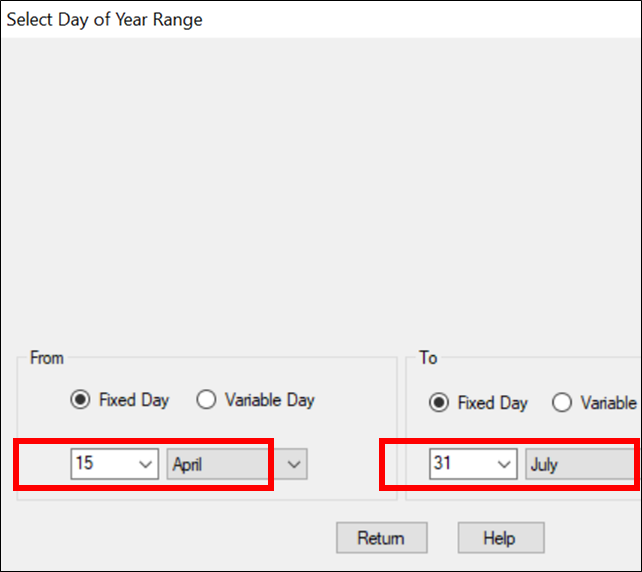 Select Day of Year Range
From
To
Fixed Day Variable Day
Fixed Day Variable
15 April
31 July
Return Help